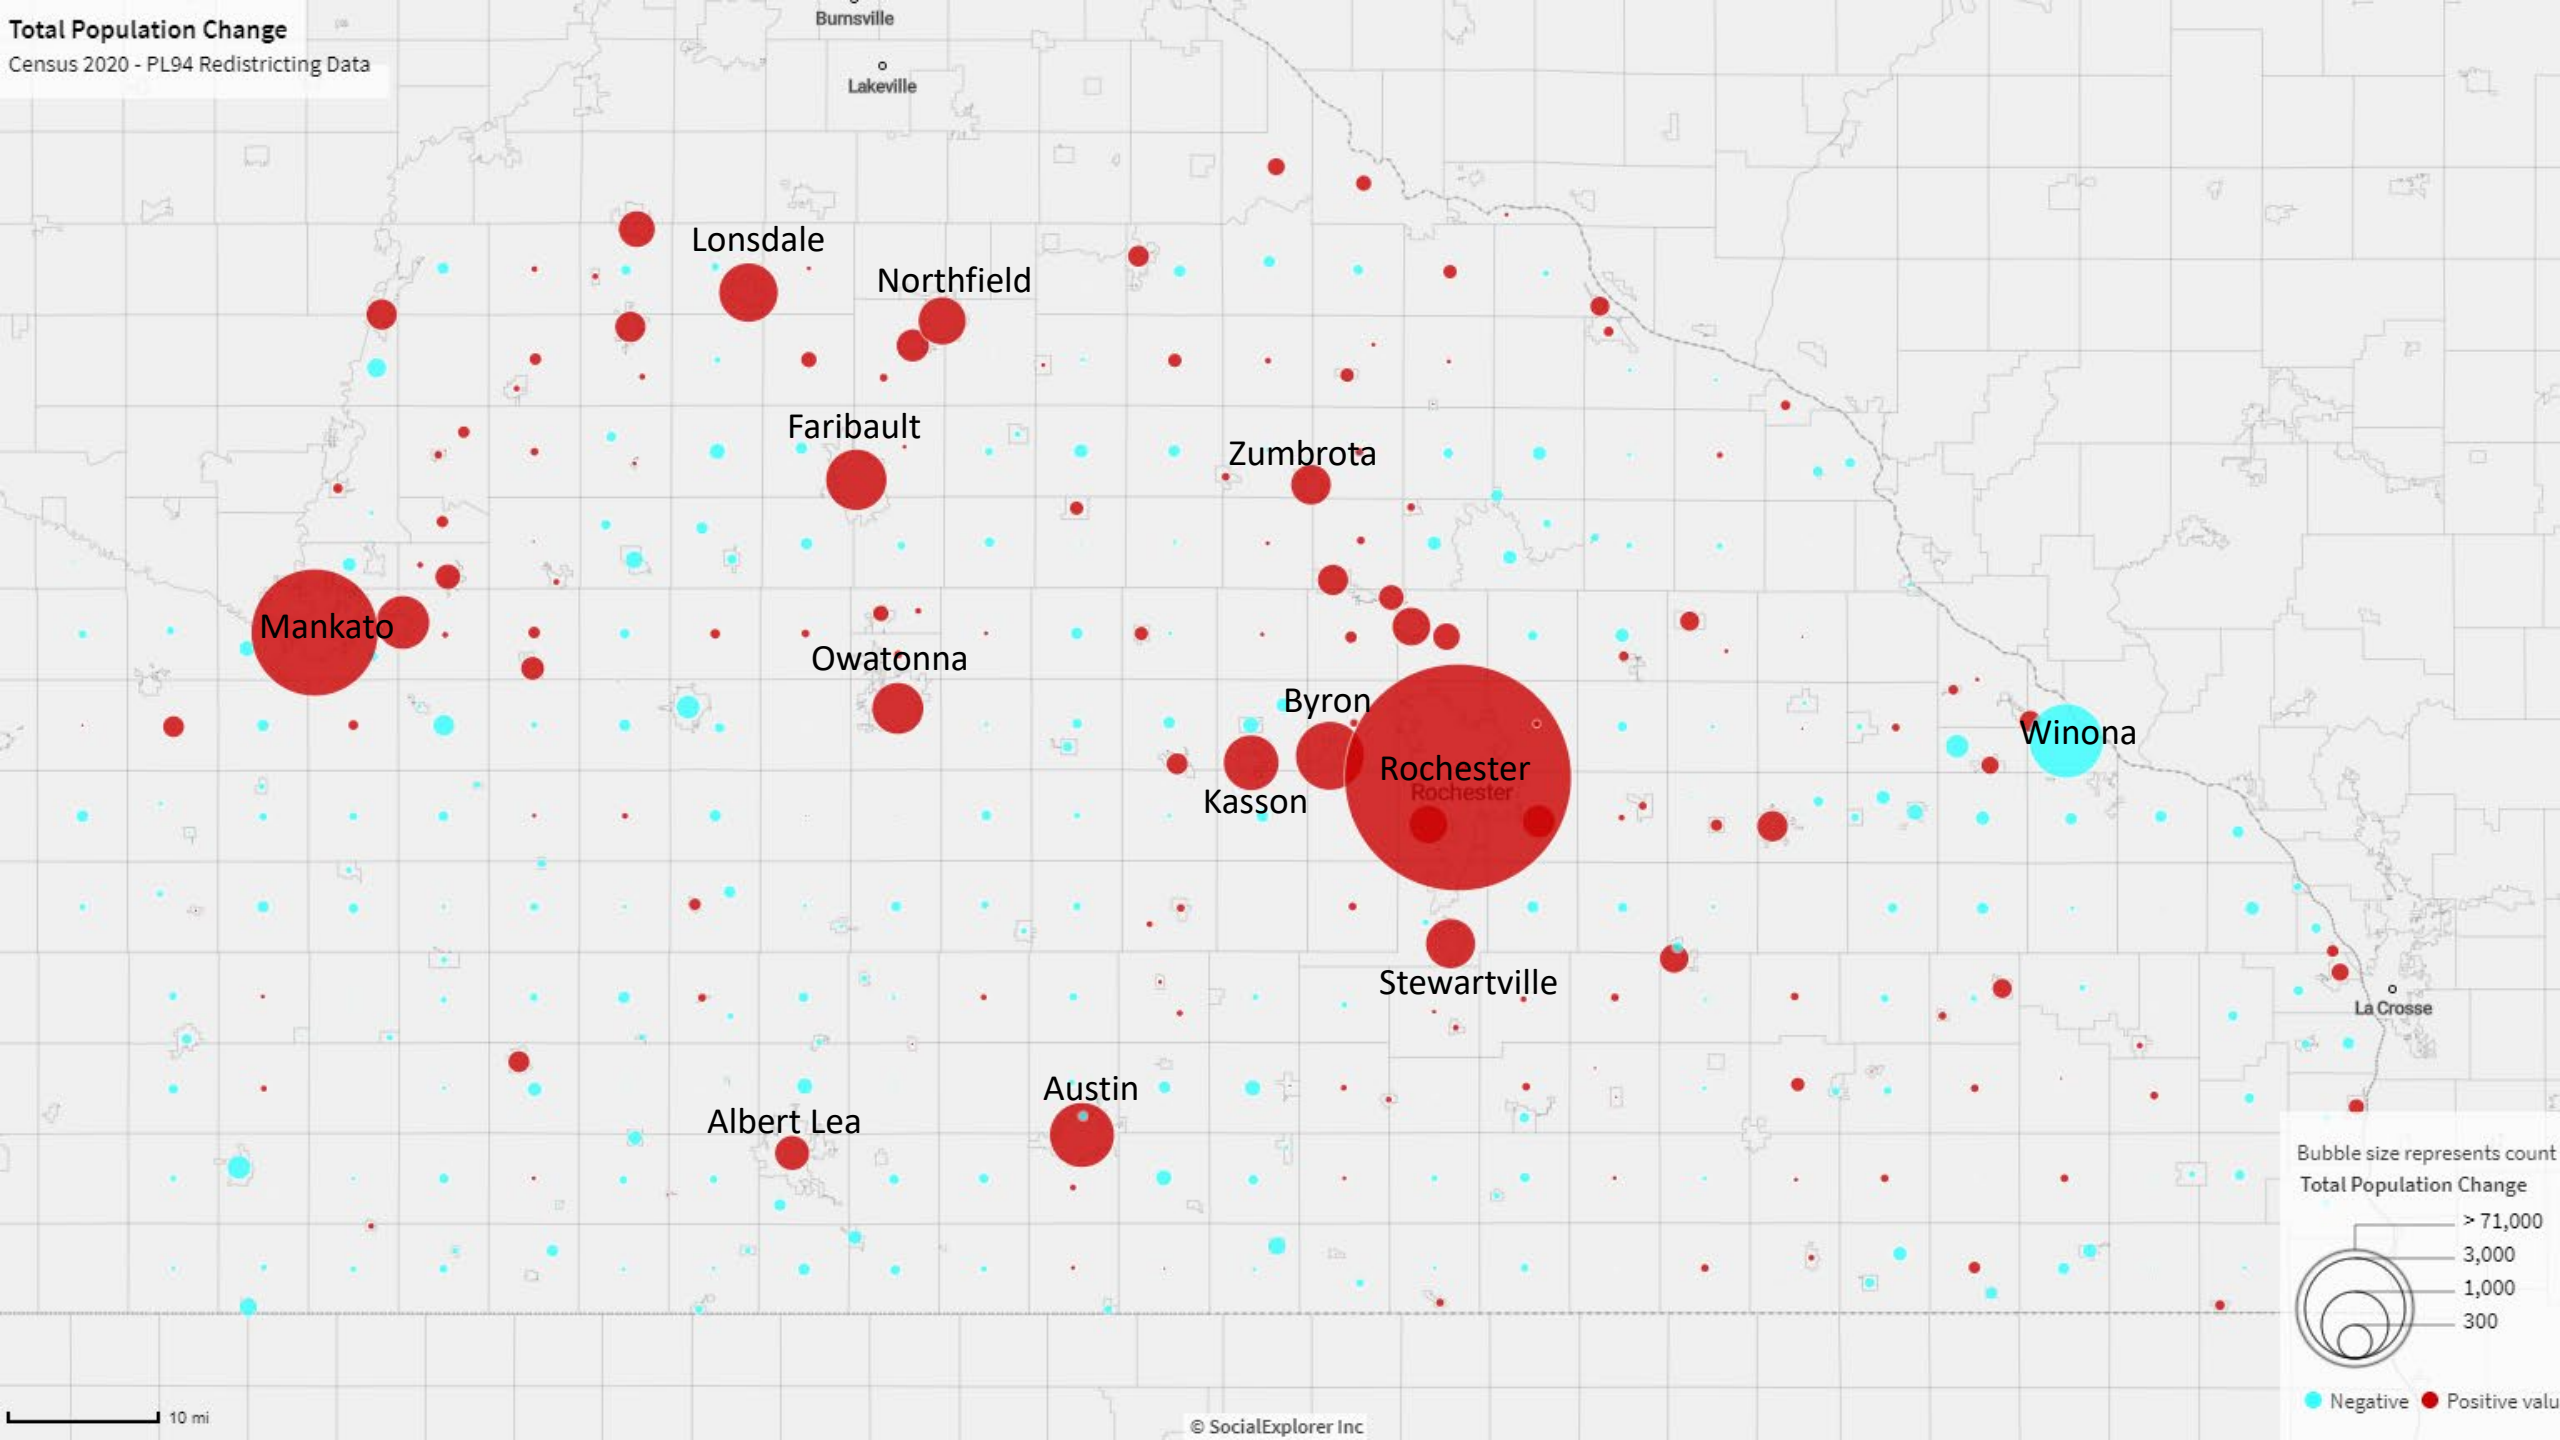 Total Population Change
Census 2020 - PL94 Redistricting Data
Burnsville
Lakeville
Lonsdale
Northfield
Faribault
Zumbrota
Mankato
Owatonna
Byron
Rochester
Rochester
Kasson
Winona
Stewartville
La Crosse
Austin
Albert Lea
Bubble size represents count
Total Population Change
> 71,000
3,000
1,000
300
Negative
Positive valu
10 mi
© SocialExplorer Inc